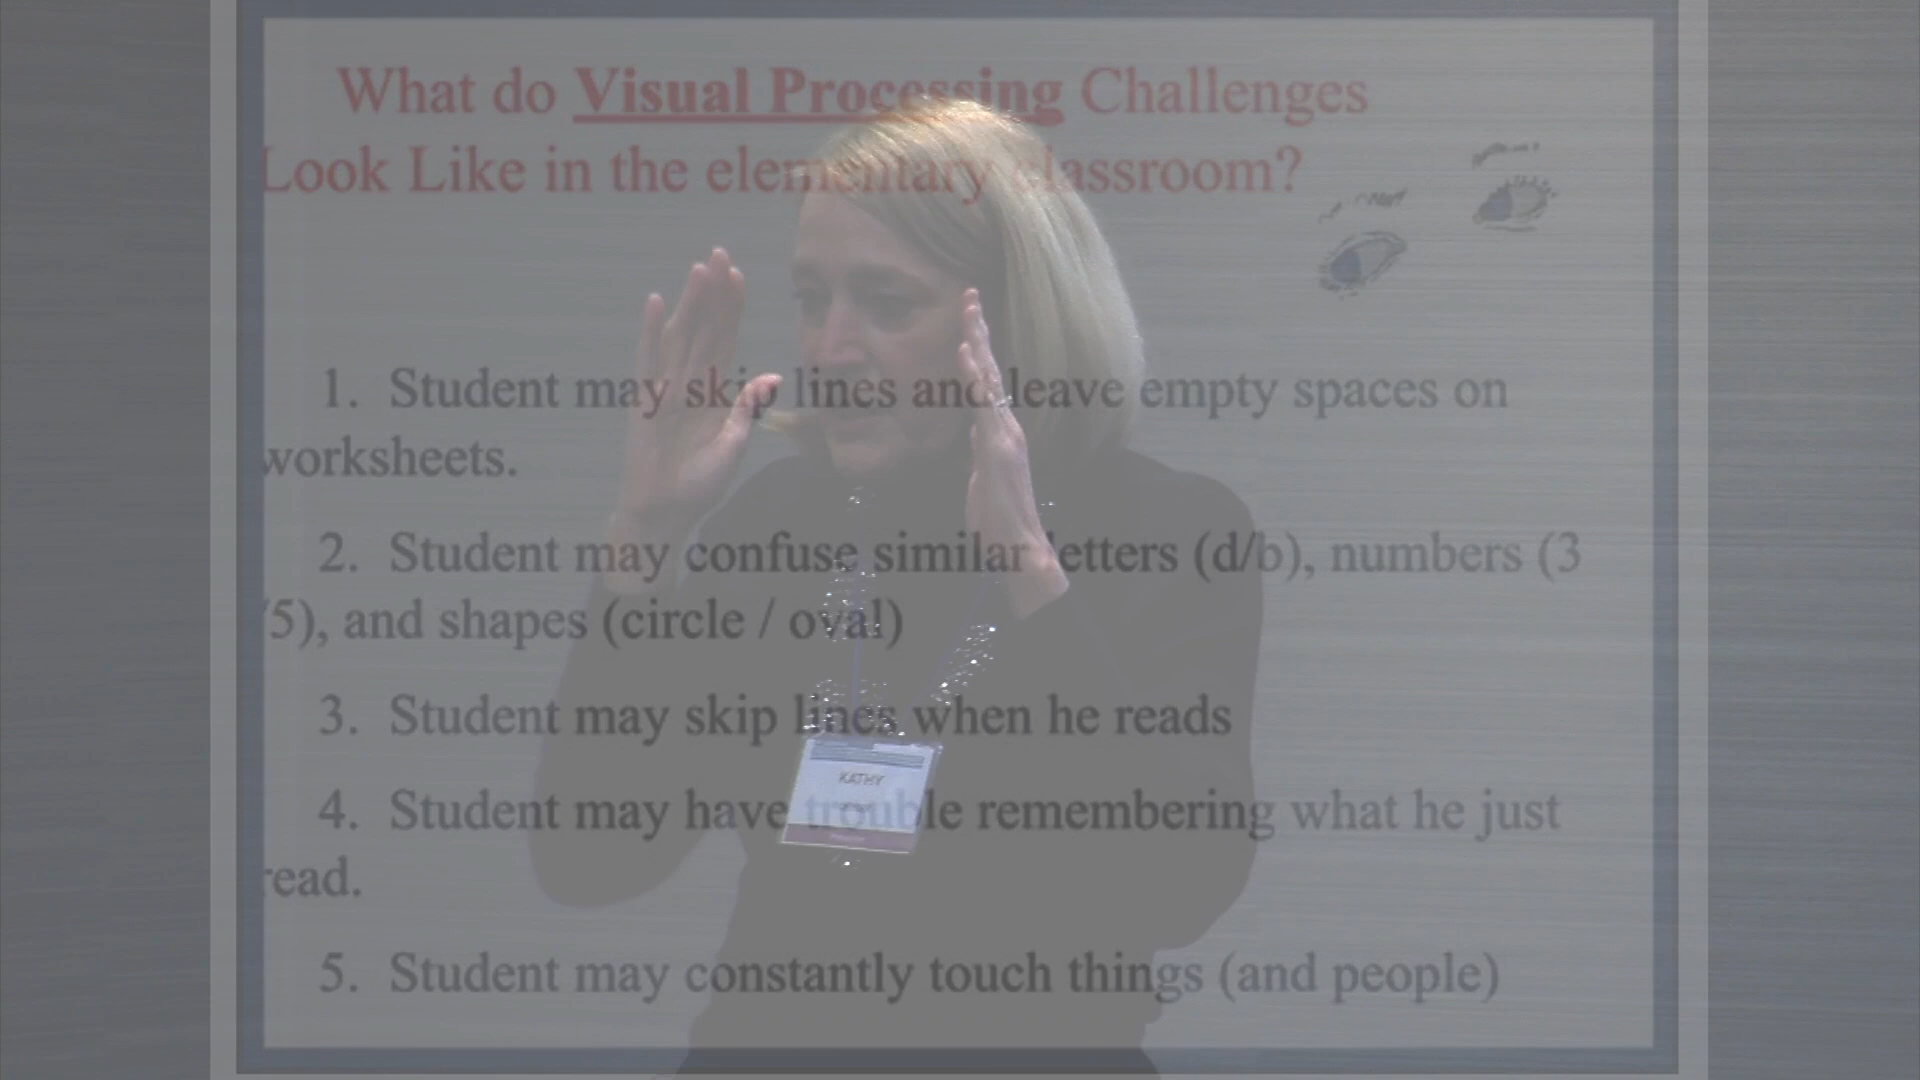 What do Visual Processing Challenges
Look Like in the elementary classroom?
1. Student may skip lines and leave empty spaces on
worksheets.
2. Student may confuse similar letters (d/b), numbers (3
/5), and shapes (circle / oval)
3. Student may skip lines when he reads
KATHY
4. Student may have trouble remembering what he just
read.
5. Student may constantly touch things (and people)